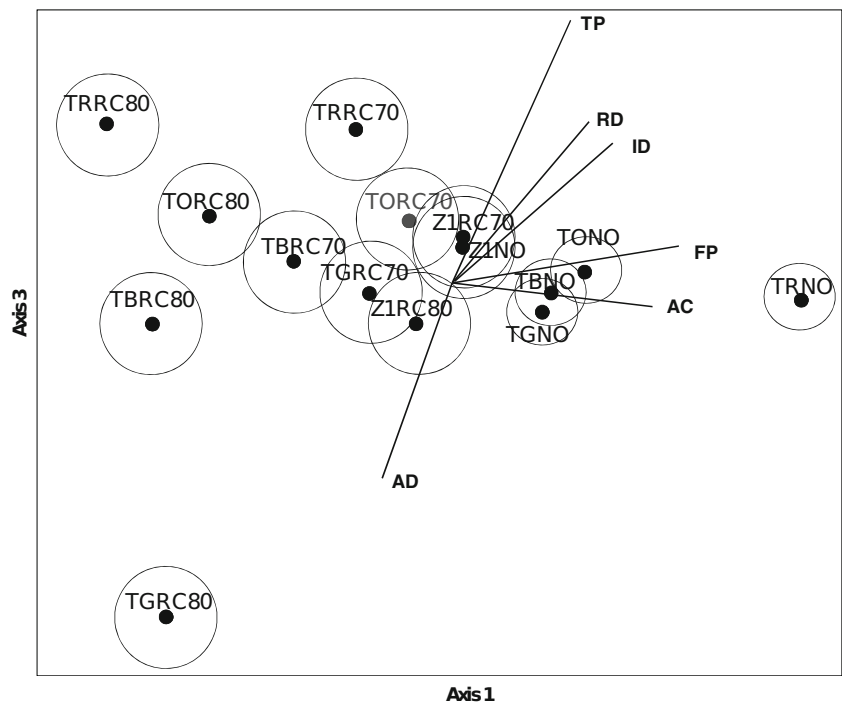 TP
TRRC80
TRRC70
RD
ID
TORC80
TORC70
Z1RC70
TBRC70
Z1NO
TONO
FP
TGRC70
TBNO
TRNO
TBRC80
Z1RC80
AC
TGNO
Axis 3
AD
TGRC80
Axis 1